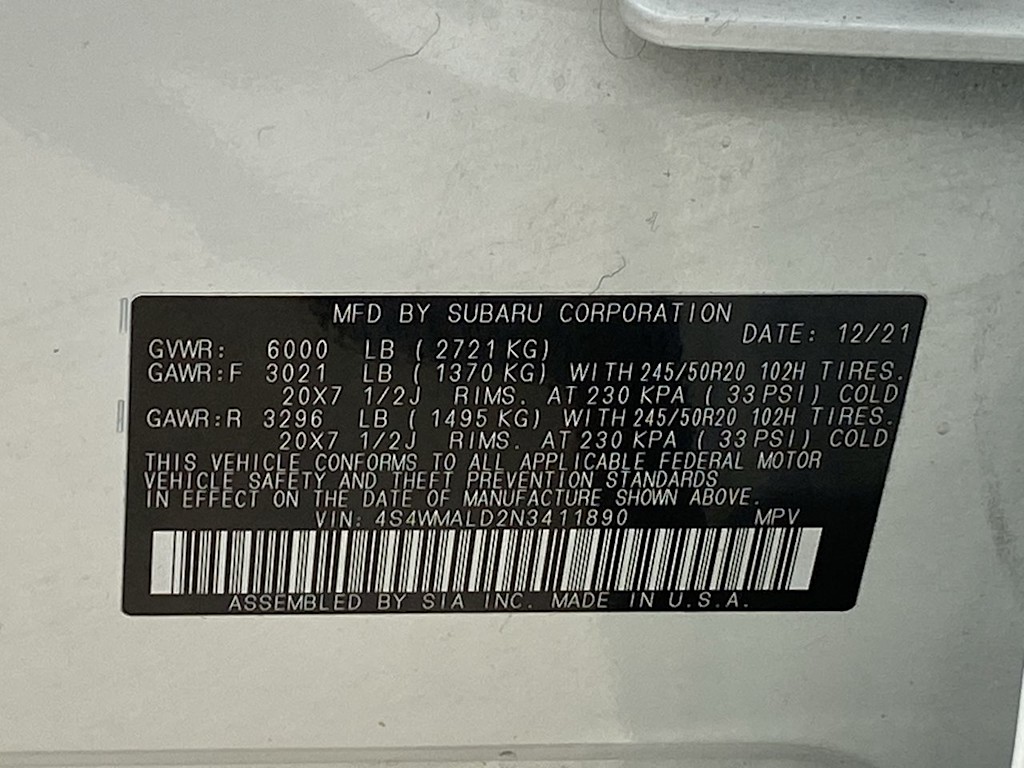 MFD BY SUBARU CORPORATION
DATE: 12/21
GVWR: 6000 LB ( 2721 KG)
GAWR:F 3021 LB ( 1370 KG) WITH 245/50R20 102H TIRES.
20X7 1/2J RIMS. AT 230 KPA ( 33 PSI) COLD
GAWR:R 3296 LB ( 1495 KG) WITH 245/50R20 102H TIRES.
20X7 1/2J RIMS. AT 230 KPA ( 33 PSI) COLD
THIS VEHICLE CONFORMS TO ALL APPLICABLE FEDERAL MOTOR
VEHICLE SAFETY AND THEFT PREVENTION STANDARDS
IN EFFECT ON THE DATE OF MANUFACTURE SHOWN ABOVE.
VIN: 4S4WMALD2N3411890 MPV
ASSEMBLED BY SIA INC. MADE IN U.S.A.